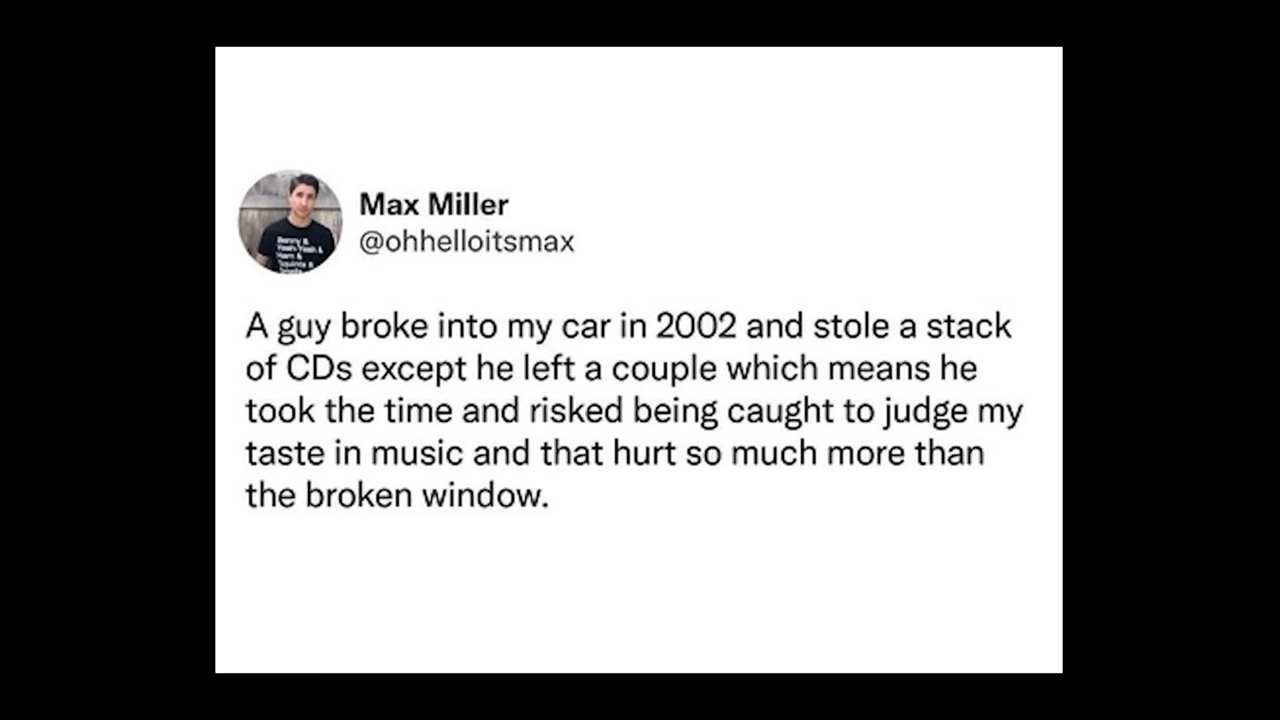 Max Miller
@ohhelloitsmax
A guy broke into my car in 2002 and stole a stack
of CDs except he left a couple which means he
took the time and risked being caught to judge my
taste in music and that hurt so much more than
the broken window.